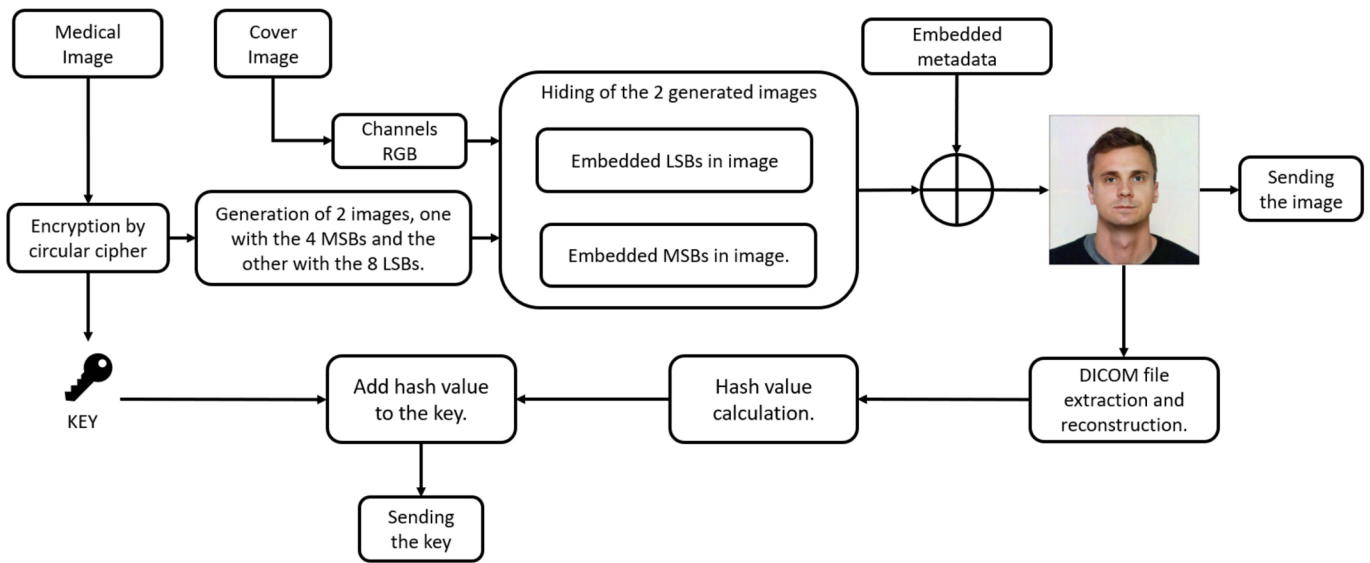 Medical
Image
Cover
Image
Embedded
metadata
Hiding of the 2 generated images
Channels
RGB
Embedded LSBs in image
Sending
the image
Encryption by
circular cipher
Generation of 2 images, one
with the 4 MSBs and the
other with the 8 LSBs.
Embedded MSBs in image.
KEY
Add hash value
to the key.
Hash value
calculation.
DICOM file
extraction and
reconstruction.
Sending
the key